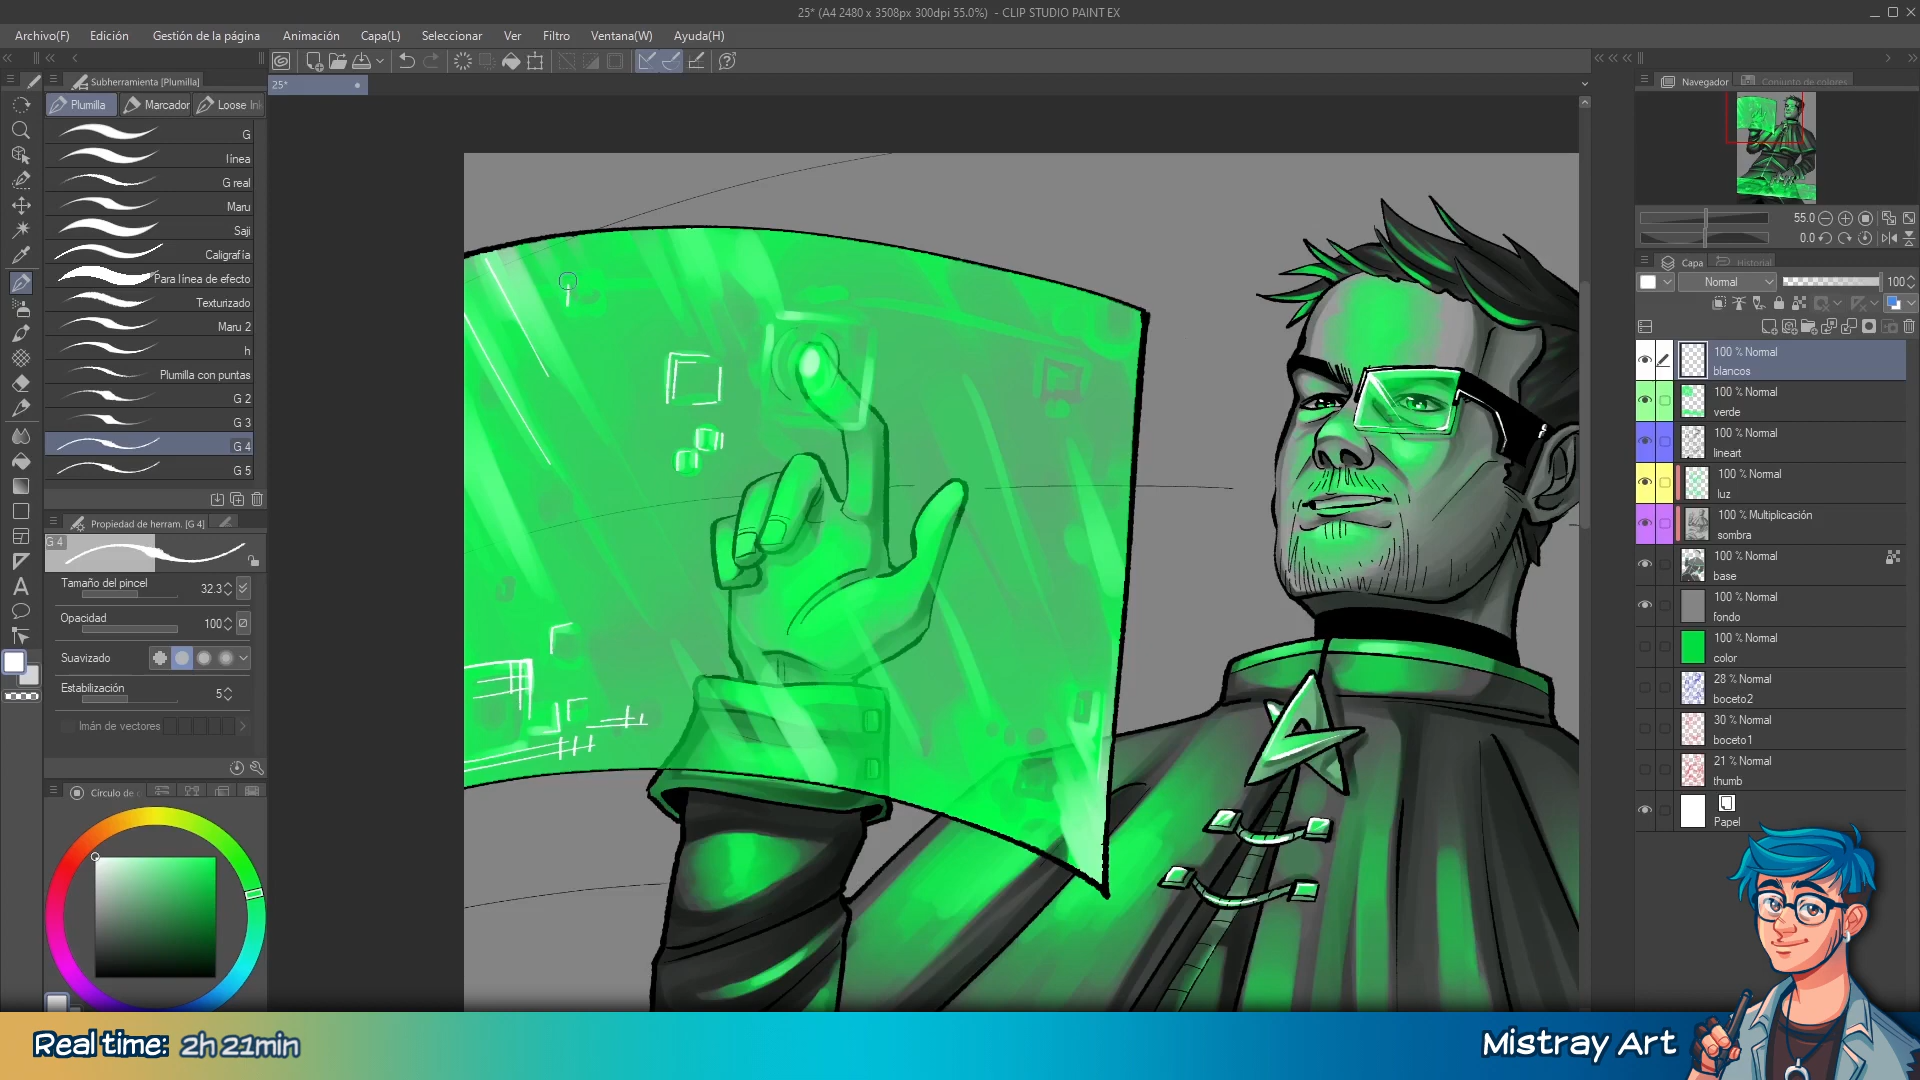 25* (A4 2480 x 3508px 300dpi 55.0%) - CLIP STUDIO PAINT EX
Archivo(F) Edición Gestión de la página Animación Capa(L) Seleccionar Ver Filtro Ventana(W) Ayuda(H)
Subherramienta [Plumilla]
25*
Plumilla Marcador Loose Ink
G
línea
G real
Maru
Saji
Caligrafía
Para línea de efecto
Texturizado
Maru 2
h
Plumilla con puntas
G 2
G 3
G 4
G 5
Propiedad de herram. [G 4]
G 4
Tamaño del pincel 32.3
Opacidad 100
Suavizado
Estabilización 5
Imán de vectores
Círculo de
Navegador Conjunto de colores
55.0
0.0
Capa Historial
Normal 100
100 % Normal
blancos
100 % Normal
verde
100 % Normal
lineart
100 % Normal
luz
100 % Multiplicación
sombra
100 % Normal
base
100 % Normal
fondo
100 % Normal
color
28 % Normal
boceto2
30 % Normal
boceto1
21 % Normal
thumb
Papel
Real time: 2h 21min
Mistray Art